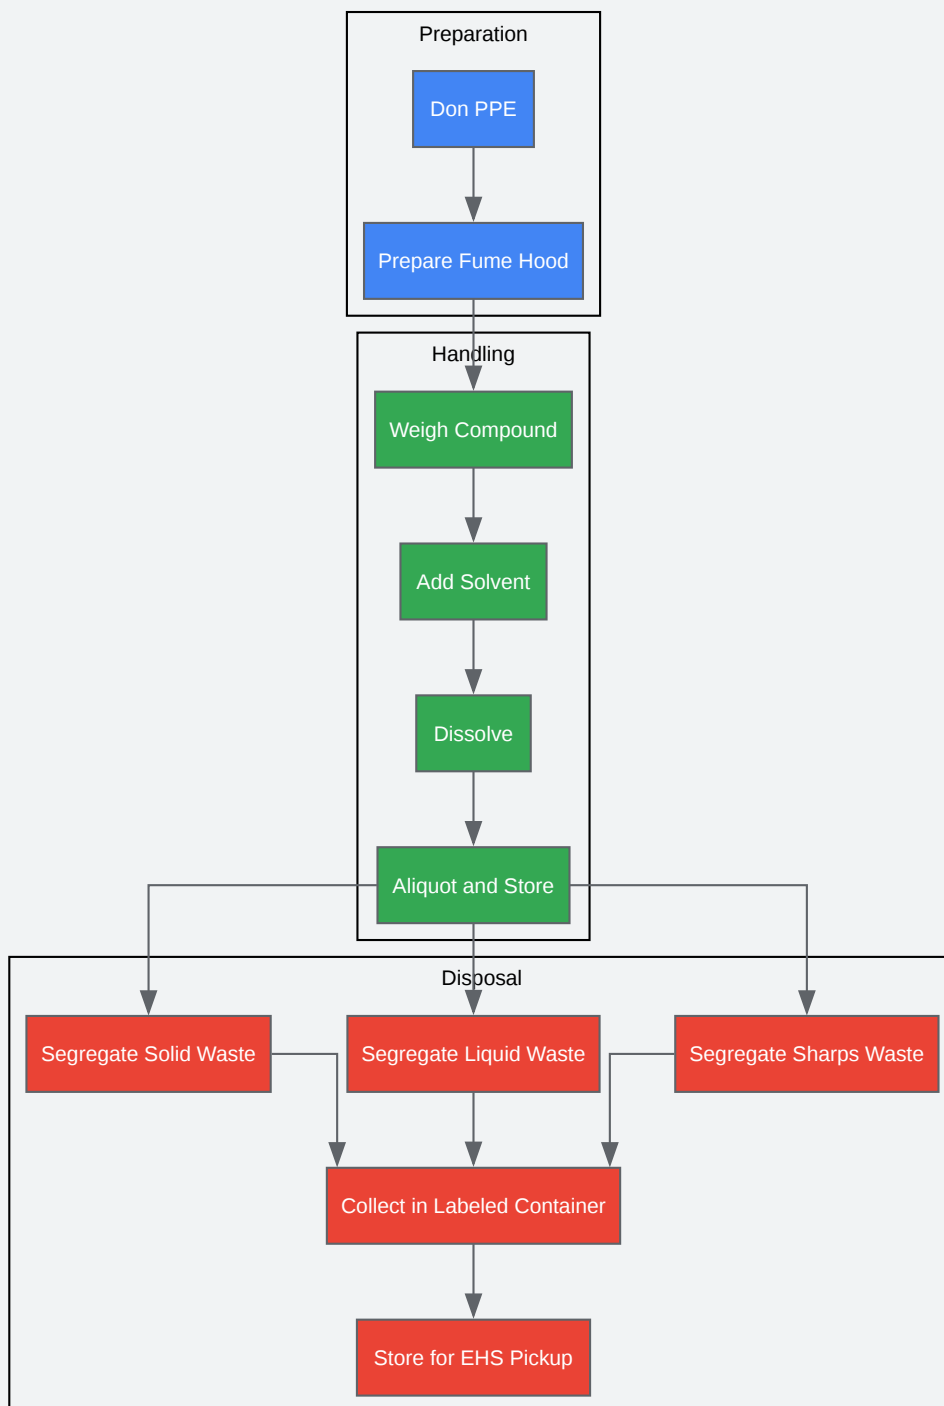 Preparation
Don PPE
Prepare Fume Hood
Handling
Weigh Compound
Add Solvent
Dissolve
Aliquot and Store
Disposal
Segregate Solid Waste
Segregate Liquid Waste
Segregate Sharps Waste
Collect in Labeled Container
Store for EHS Pickup